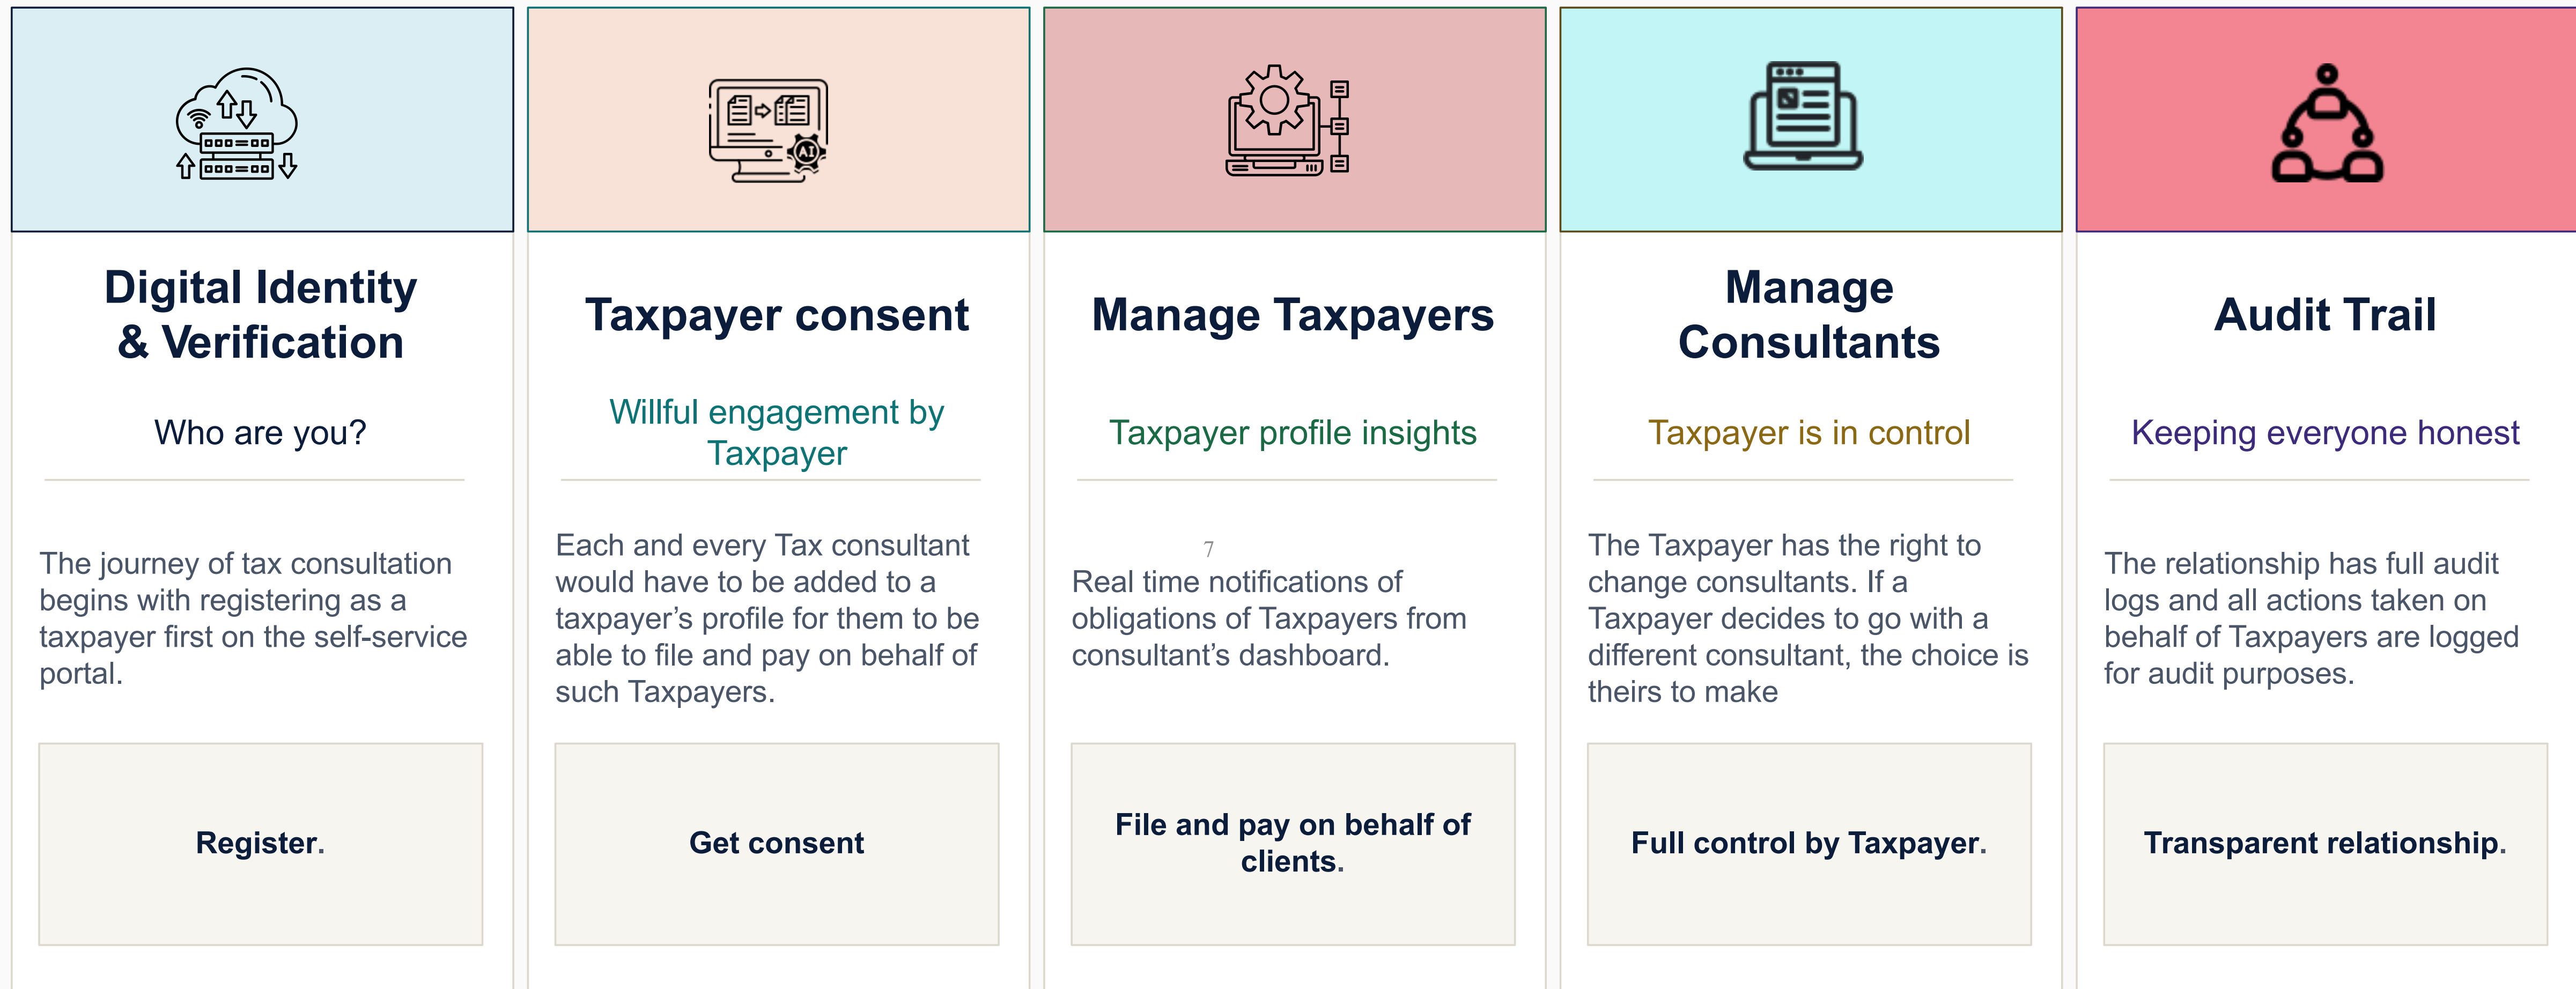 AI
Digital Identity
& Verification
Who are you?
The journey of tax consultation
begins with registering as a
taxpayer first on the self-service
portal.
Register.
Taxpayer consent
Willful engagement by
Taxpayer
Each and every Tax consultant
would have to be added to a
taxpayer’s profile for them to be
able to file and pay on behalf of
such Taxpayers.
Get consent
Manage Taxpayers
Taxpayer profile insights
7
Real time notifications of
obligations of Taxpayers from
consultant’s dashboard.
File and pay on behalf of
clients.
Manage
Consultants
Taxpayer is in control
The Taxpayer has the right to
change consultants. If a
Taxpayer decides to go with a
different consultant, the choice is
theirs to make
Full control by Taxpayer.
Audit Trail
Keeping everyone honest
The relationship has full audit
logs and all actions taken on
behalf of Taxpayers are logged
for audit purposes.
Transparent relationship.